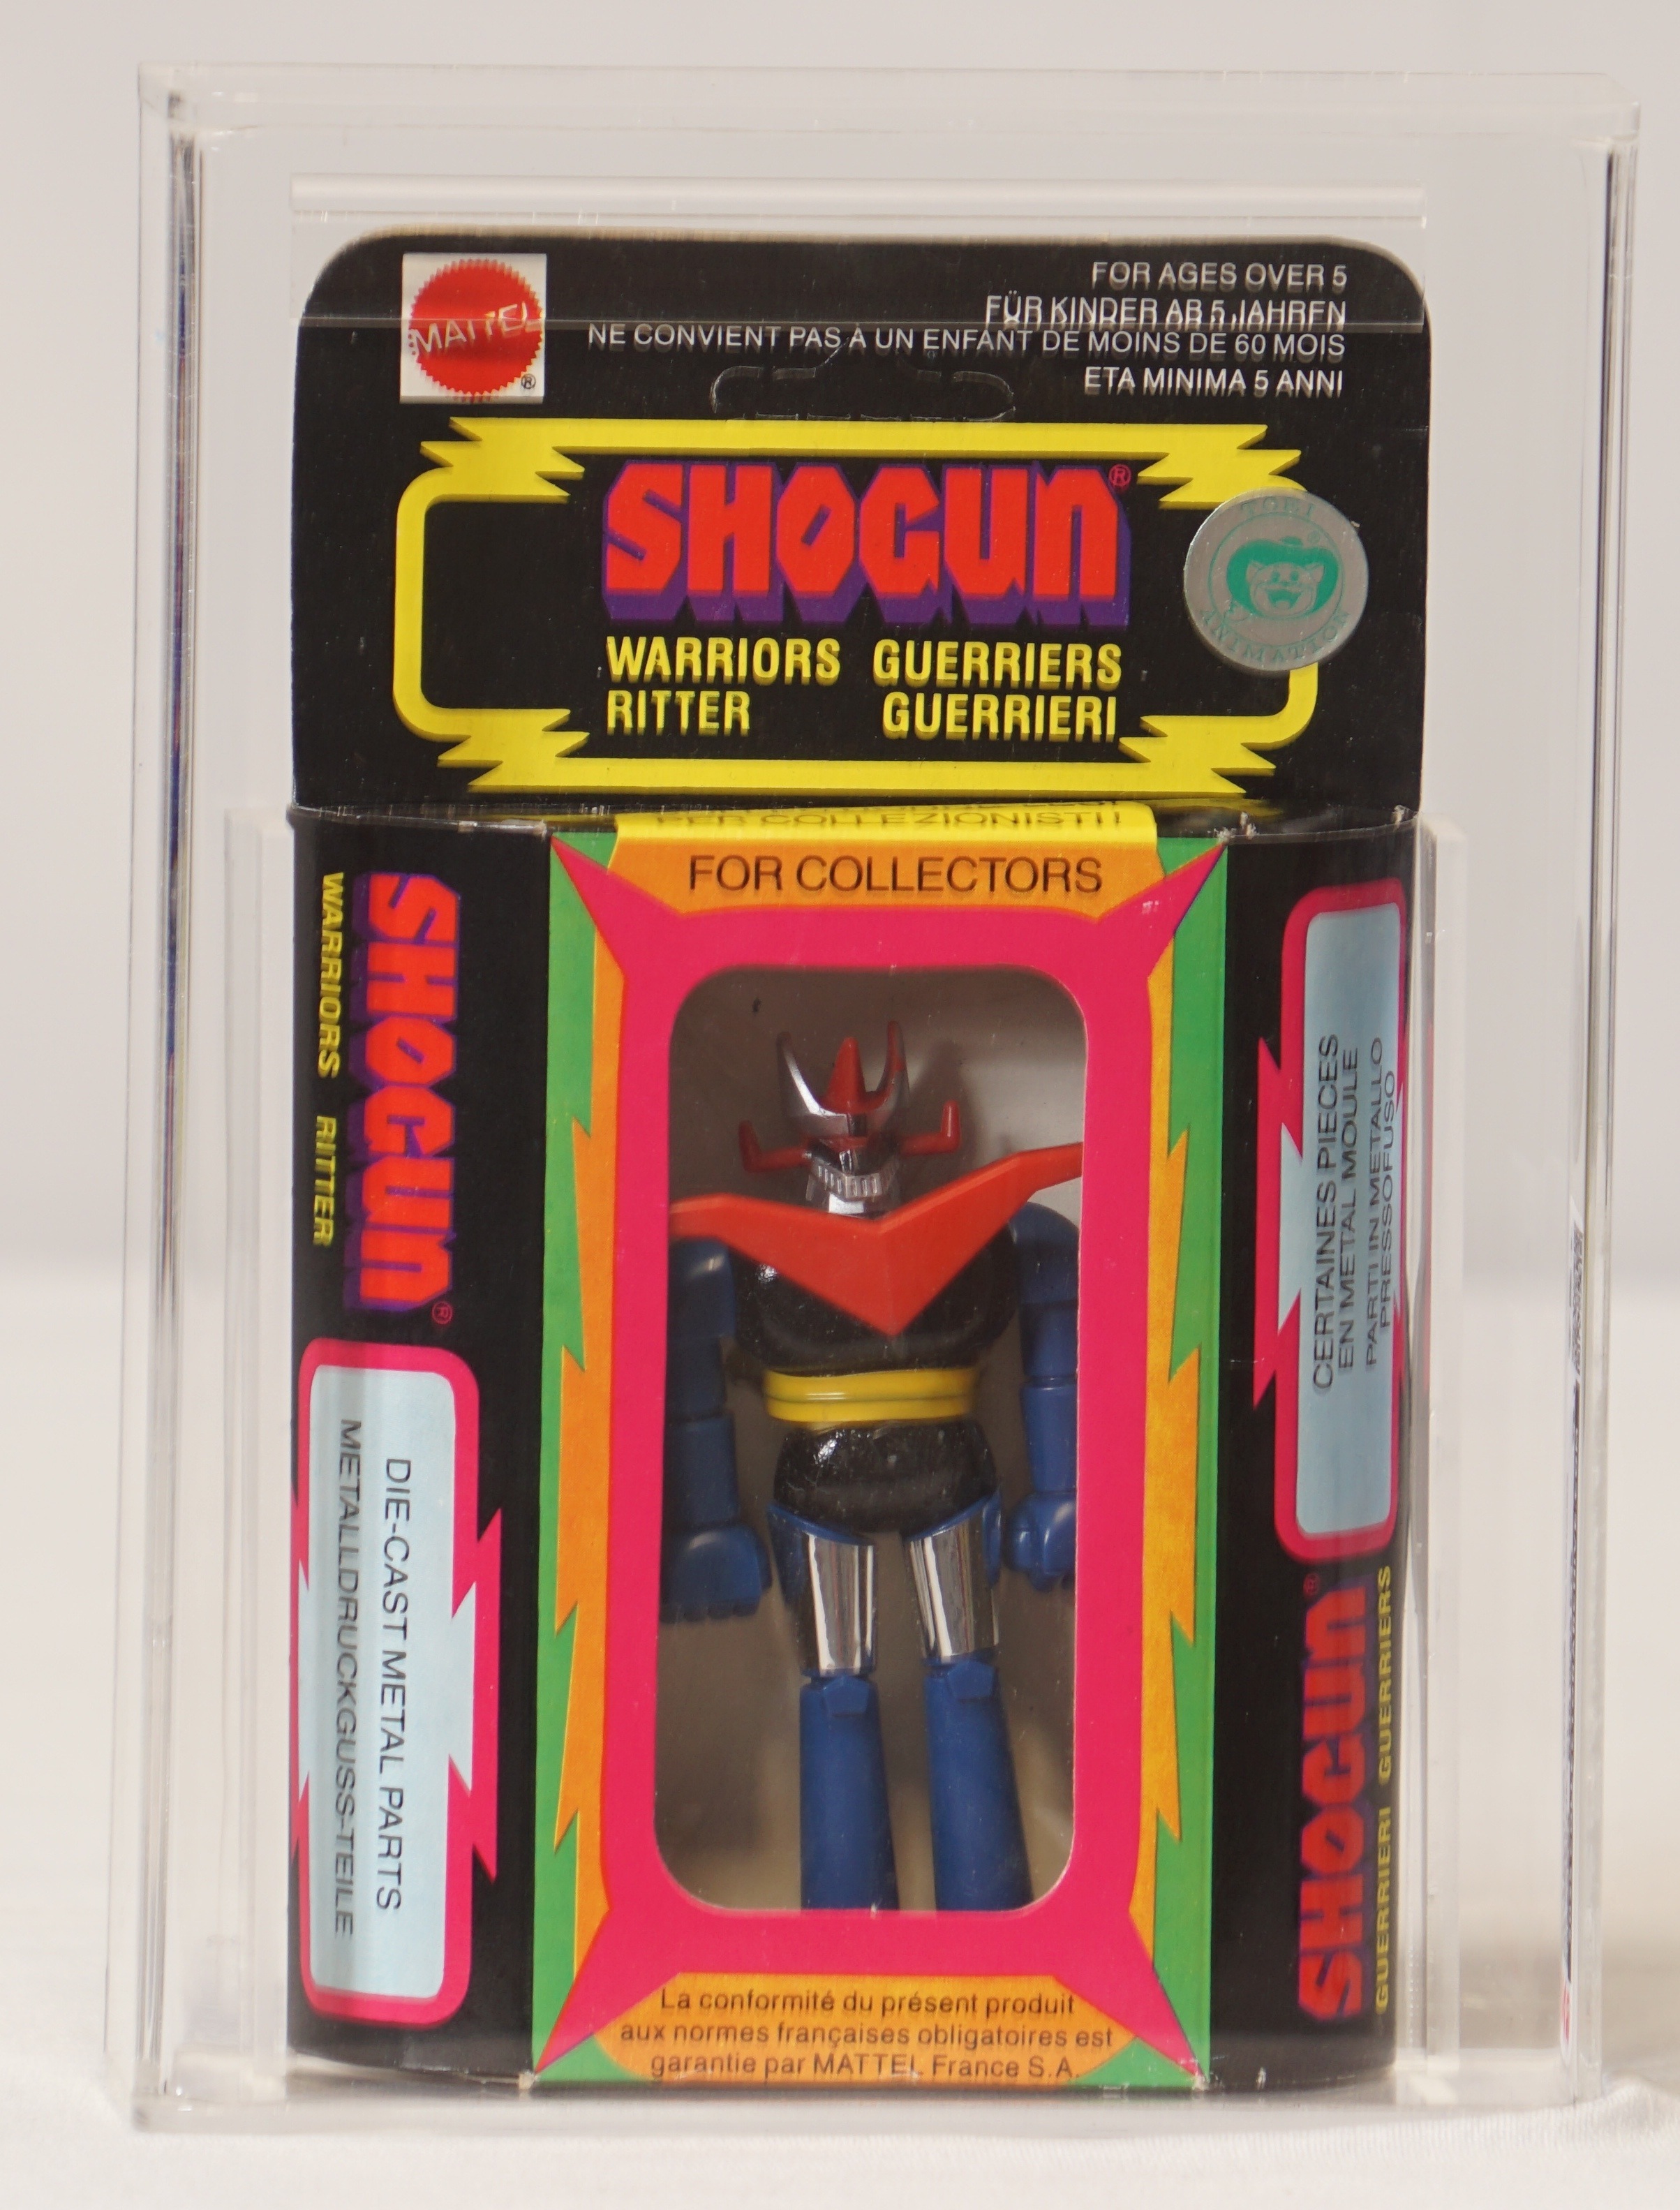 MATTEL
®
FOR AGES OVER 5
FÜR KINDER AB 5 JAHREN
NE CONVIENT PAS À UN ENFANT DE MOINS DE 60 MOIS
ETA MINIMA 5 ANNI
SHOGUN®
WARRIORS GUERRIERS
RITTER GUERRIERI
TOEI
ANIMATION
PER COLLEZIONISTI!
FOR COLLECTORS
SHOGUN®
WARRIORS RITTER
DIE-CAST METAL PARTS
METALLDRUCKGUSS-TEILE
CERTAINES PIECES
EN METAL MOULE
PARTI IN METALLO
PRESSOFUSO
SHOGUN®
GUERRIERI GUERRIERS
La conformité du présent produit
aux normes françaises obligatoires est
garantie par MATTEL France S.A.